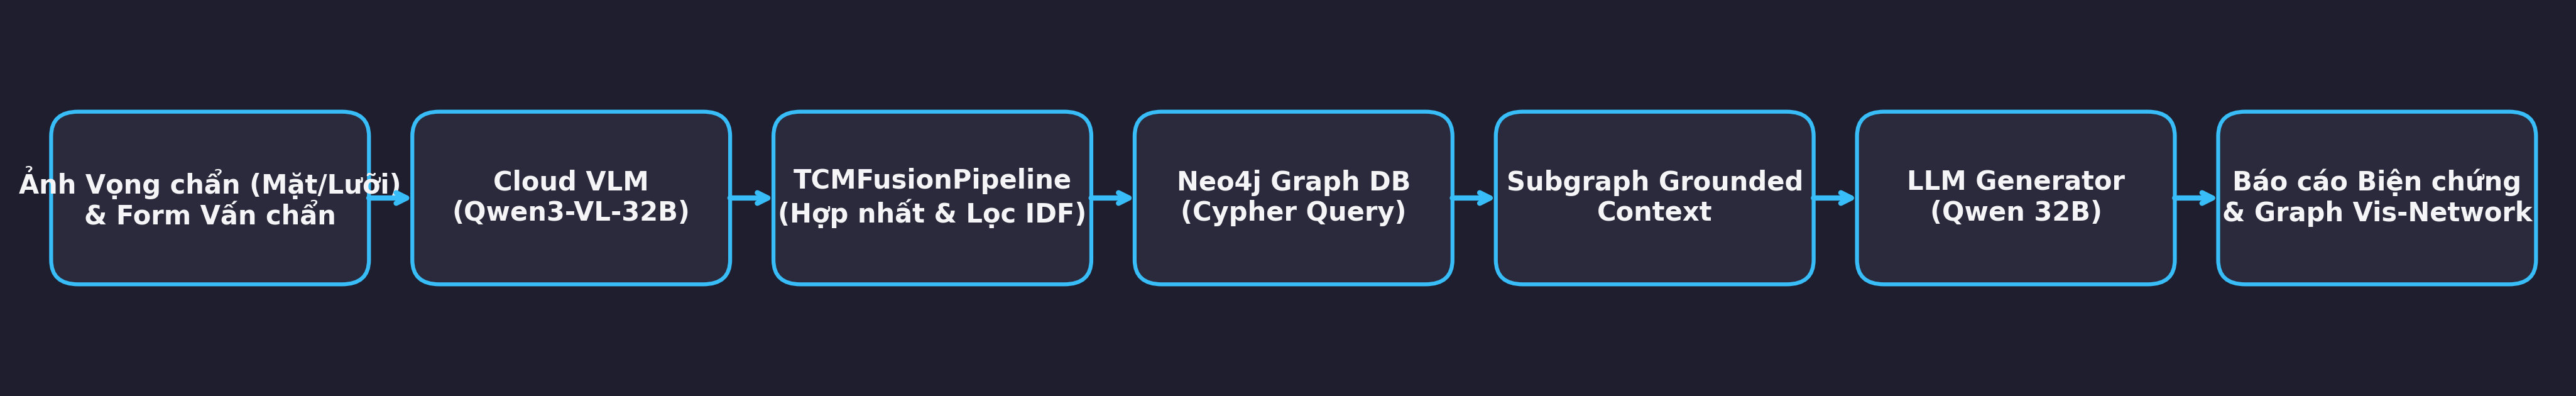 Ảnh Vọng chẩn (Mặt/Lưỡi)
& Form Vấn chẩn
Cloud VLM
(Qwen3-VL-32B)
TCMFusionPipeline
(Hợp nhất & Lọc IDF)
Neo4j Graph DB
(Cypher Query)
Subgraph Grounded
Context
LLM Generator
(Qwen 32B)
Báo cáo Biện chứng
& Graph Vis-Network